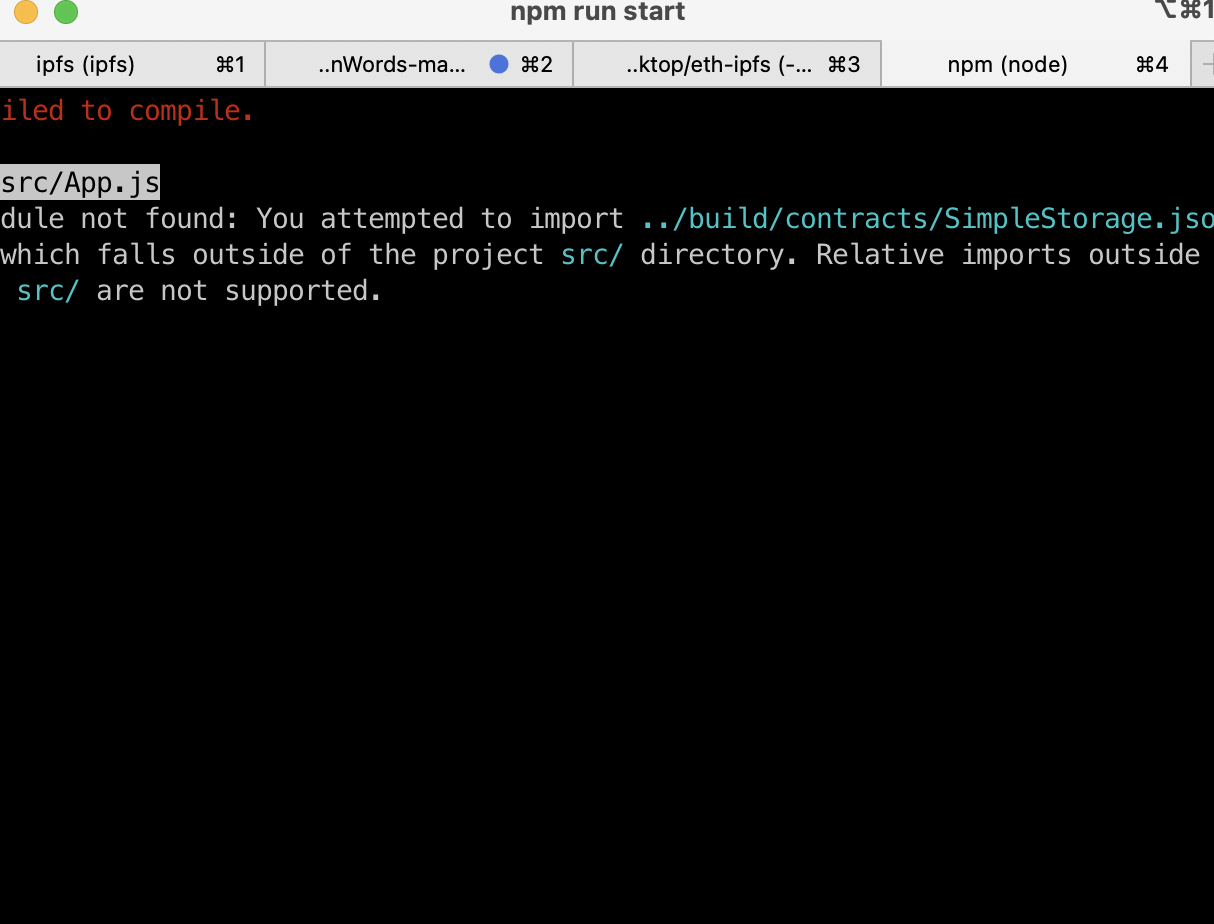 npm run start
⌥⌘1
ipfs (ipfs) ⌘1 ..nWords-ma... ⌘2 ..ktop/eth-ipfs (-... ⌘3 npm (node) ⌘4
iled to compile.
src/App.js
dule not found: You attempted to import ../build/contracts/SimpleStorage.jso
which falls outside of the project src/ directory. Relative imports outside
src/ are not supported.